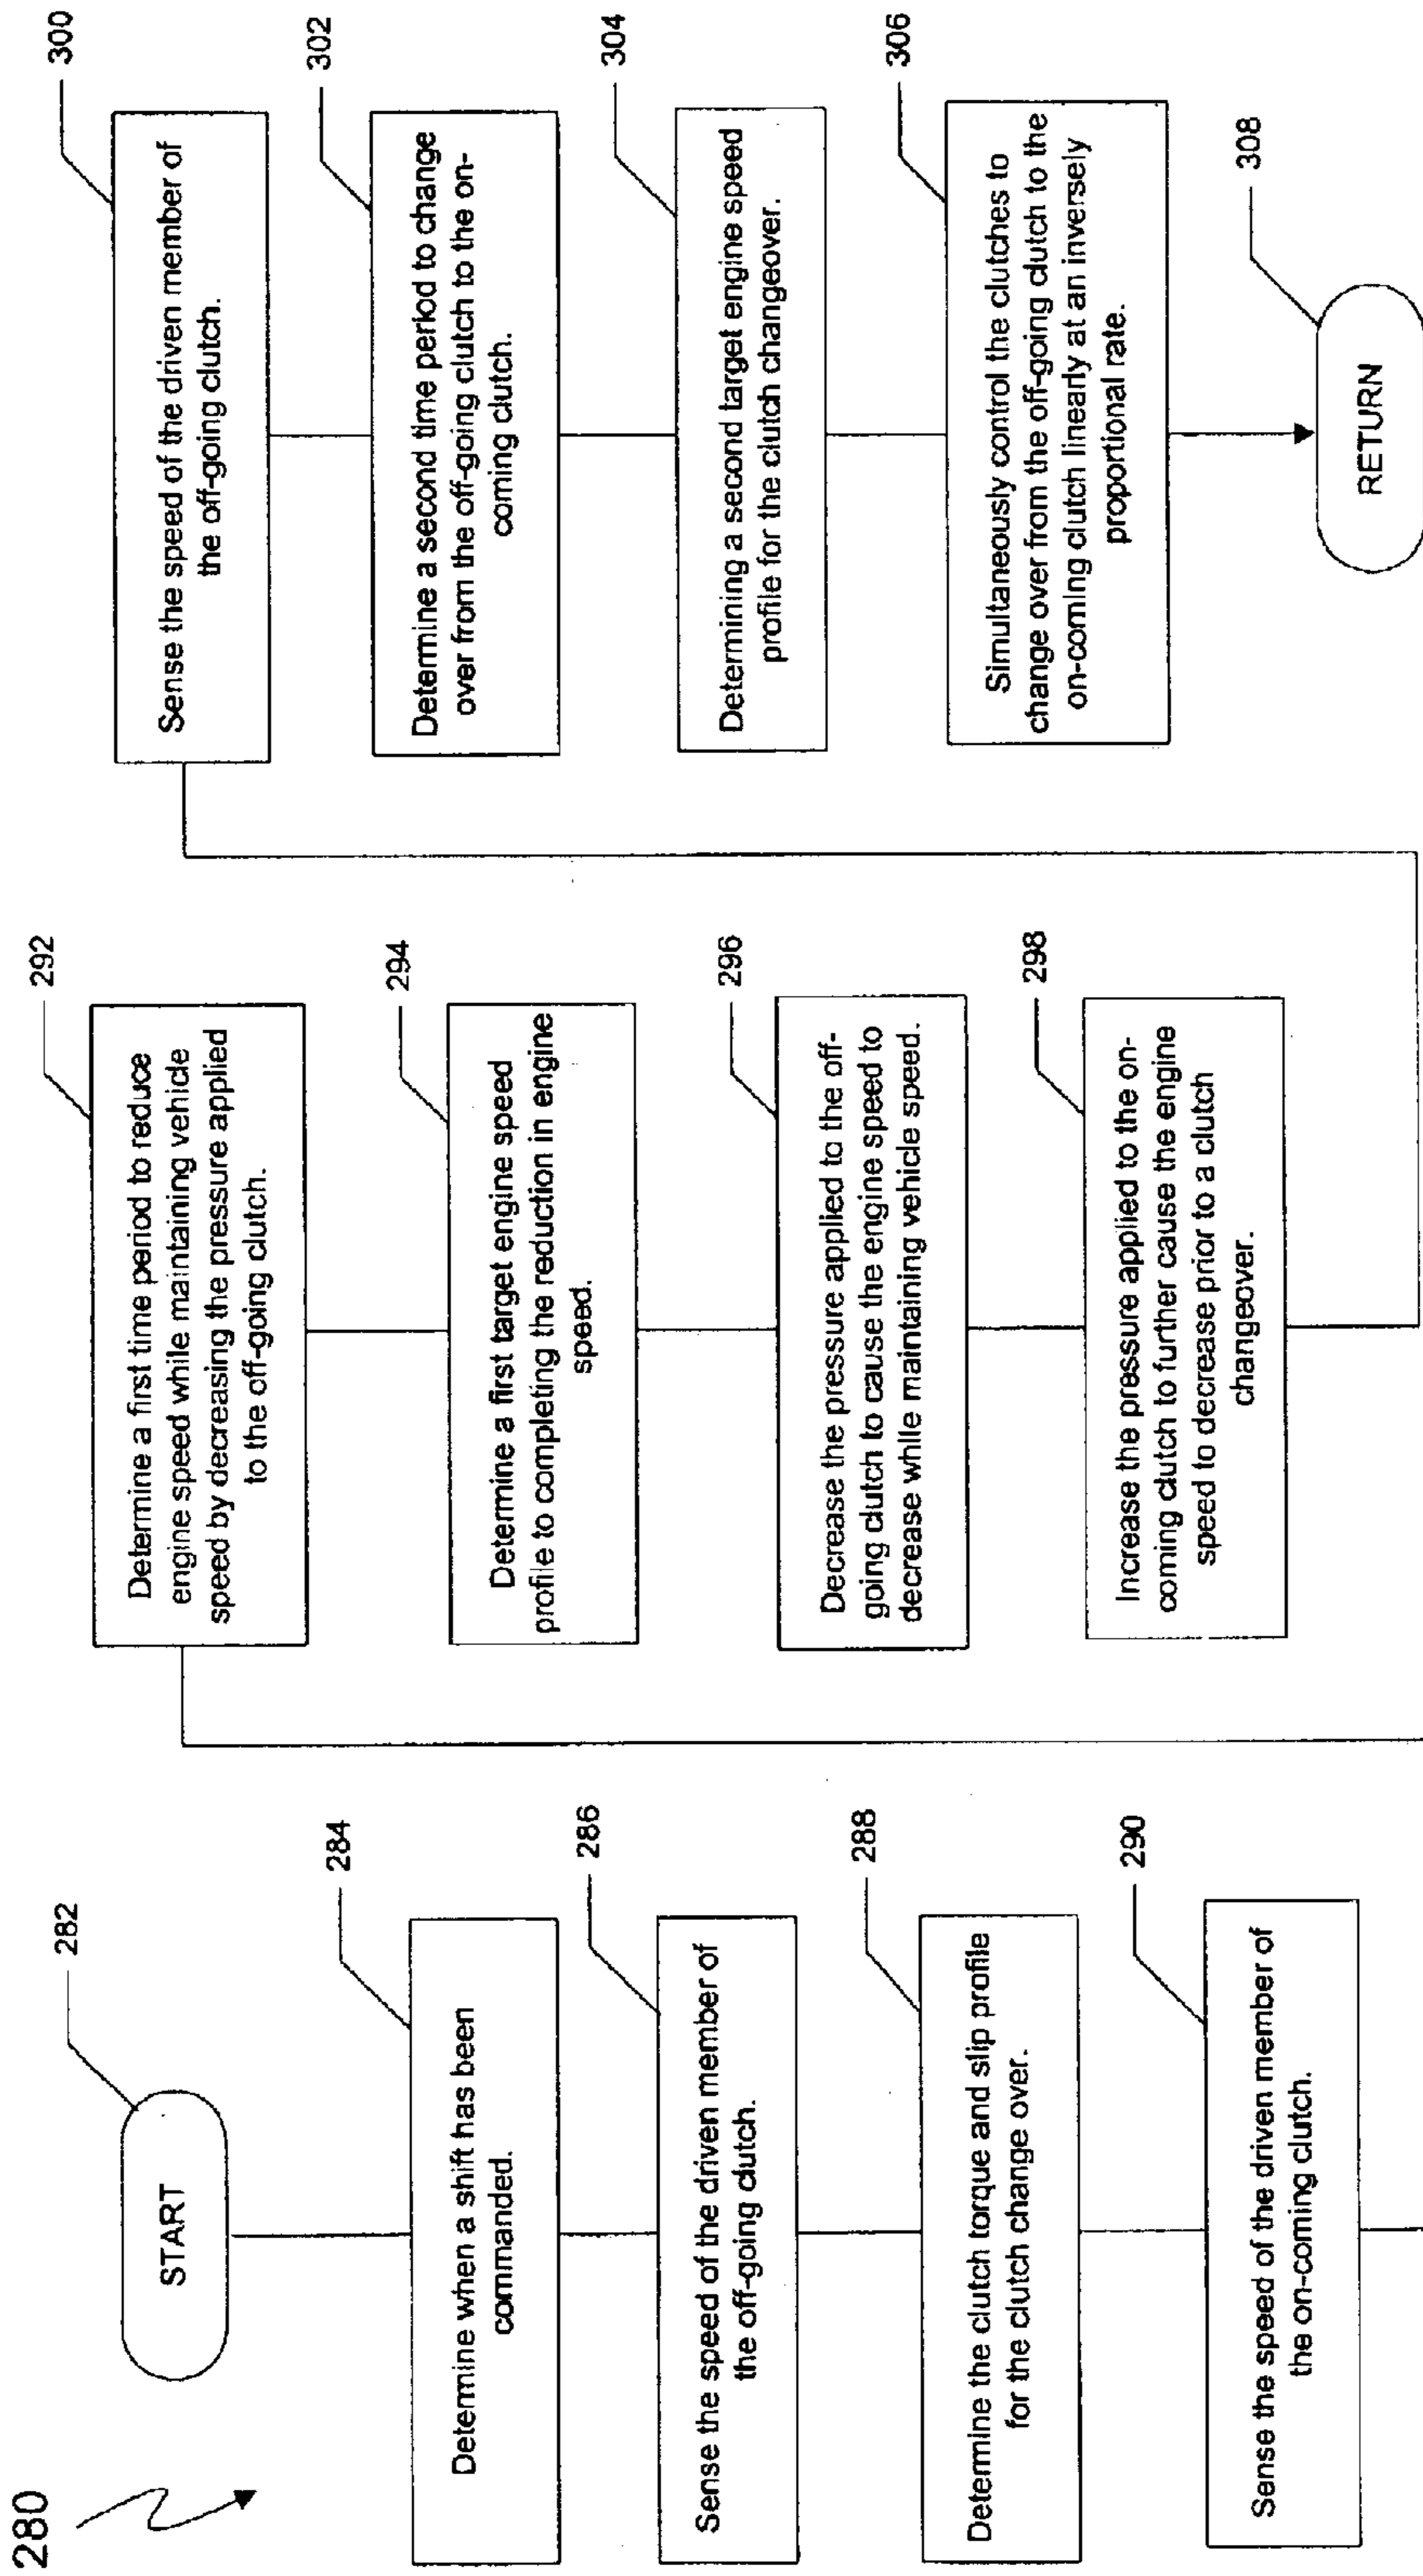 280
START
282
Determine when a shift has been
commanded.
284
Sense the speed of the driven member of
the off-going clutch.
286
Determine the clutch torque and slip profile
for the clutch change over.
288
Sense the speed of the driven member of
the on-coming clutch.
290
Determine a first time period to reduce
engine speed while maintaining vehicle
speed by decreasing the pressure applied
to the off-going clutch.
292
Determine a first target engine speed
profile to completing the reduction in engine
speed.
294
Decrease the pressure applied to the off-
going clutch to cause the engine speed to
decrease while maintaining vehicle speed.
296
Increase the pressure applied to the on-
coming clutch to further cause the engine
speed to decrease prior to a clutch
changeover.
298
Sense the speed of the driven member of
the off-going clutch.
300
Determine a second time period to change
over from the off-going clutch to the on-
coming clutch.
302
Determining a second target engine speed
profile for the clutch changeover.
304
Simultaneously control the clutches to
change over from the off-going clutch to the
on-coming clutch linearly at an inversely
proportional rate.
306
RETURN
308